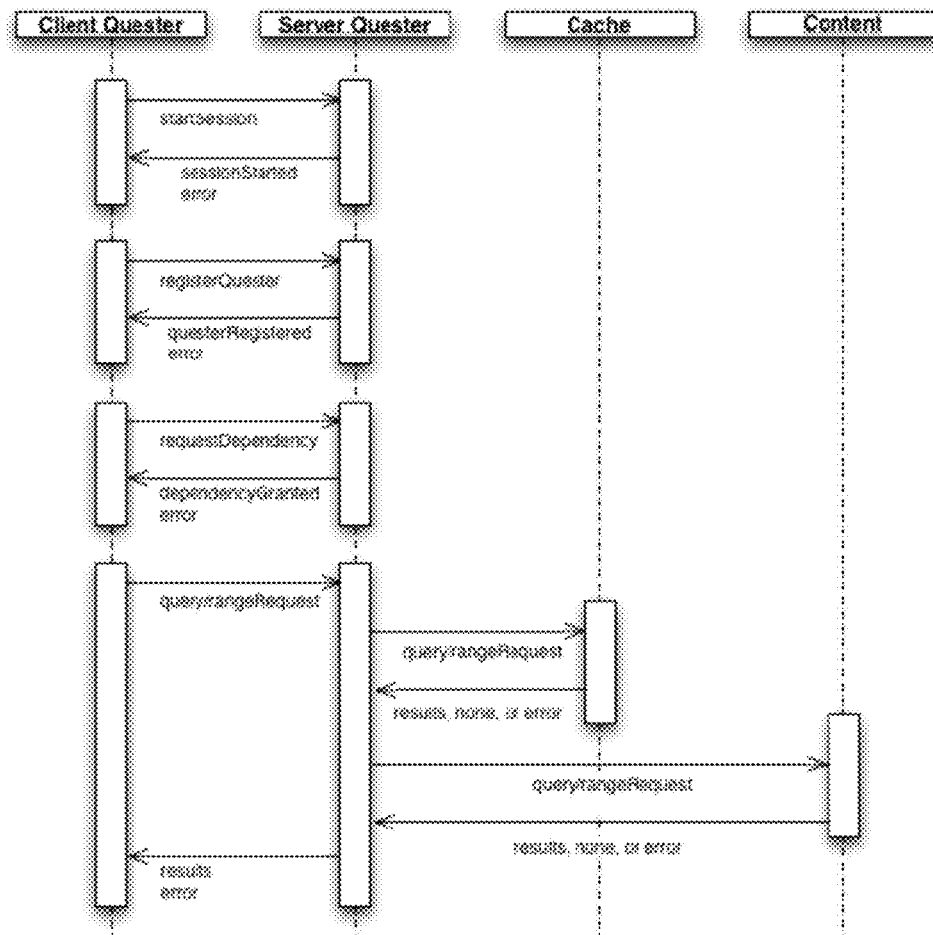 Client Quester
Server Quester
Cache
Content
startSession
sessionStarted
error
registerQuester
questerRegistered
error
requestDependency
dependencyGranted
error
query/rangeRequest
query/rangeRequest
results, none, or error
query/rangeRequest
results, none, or error
results
error